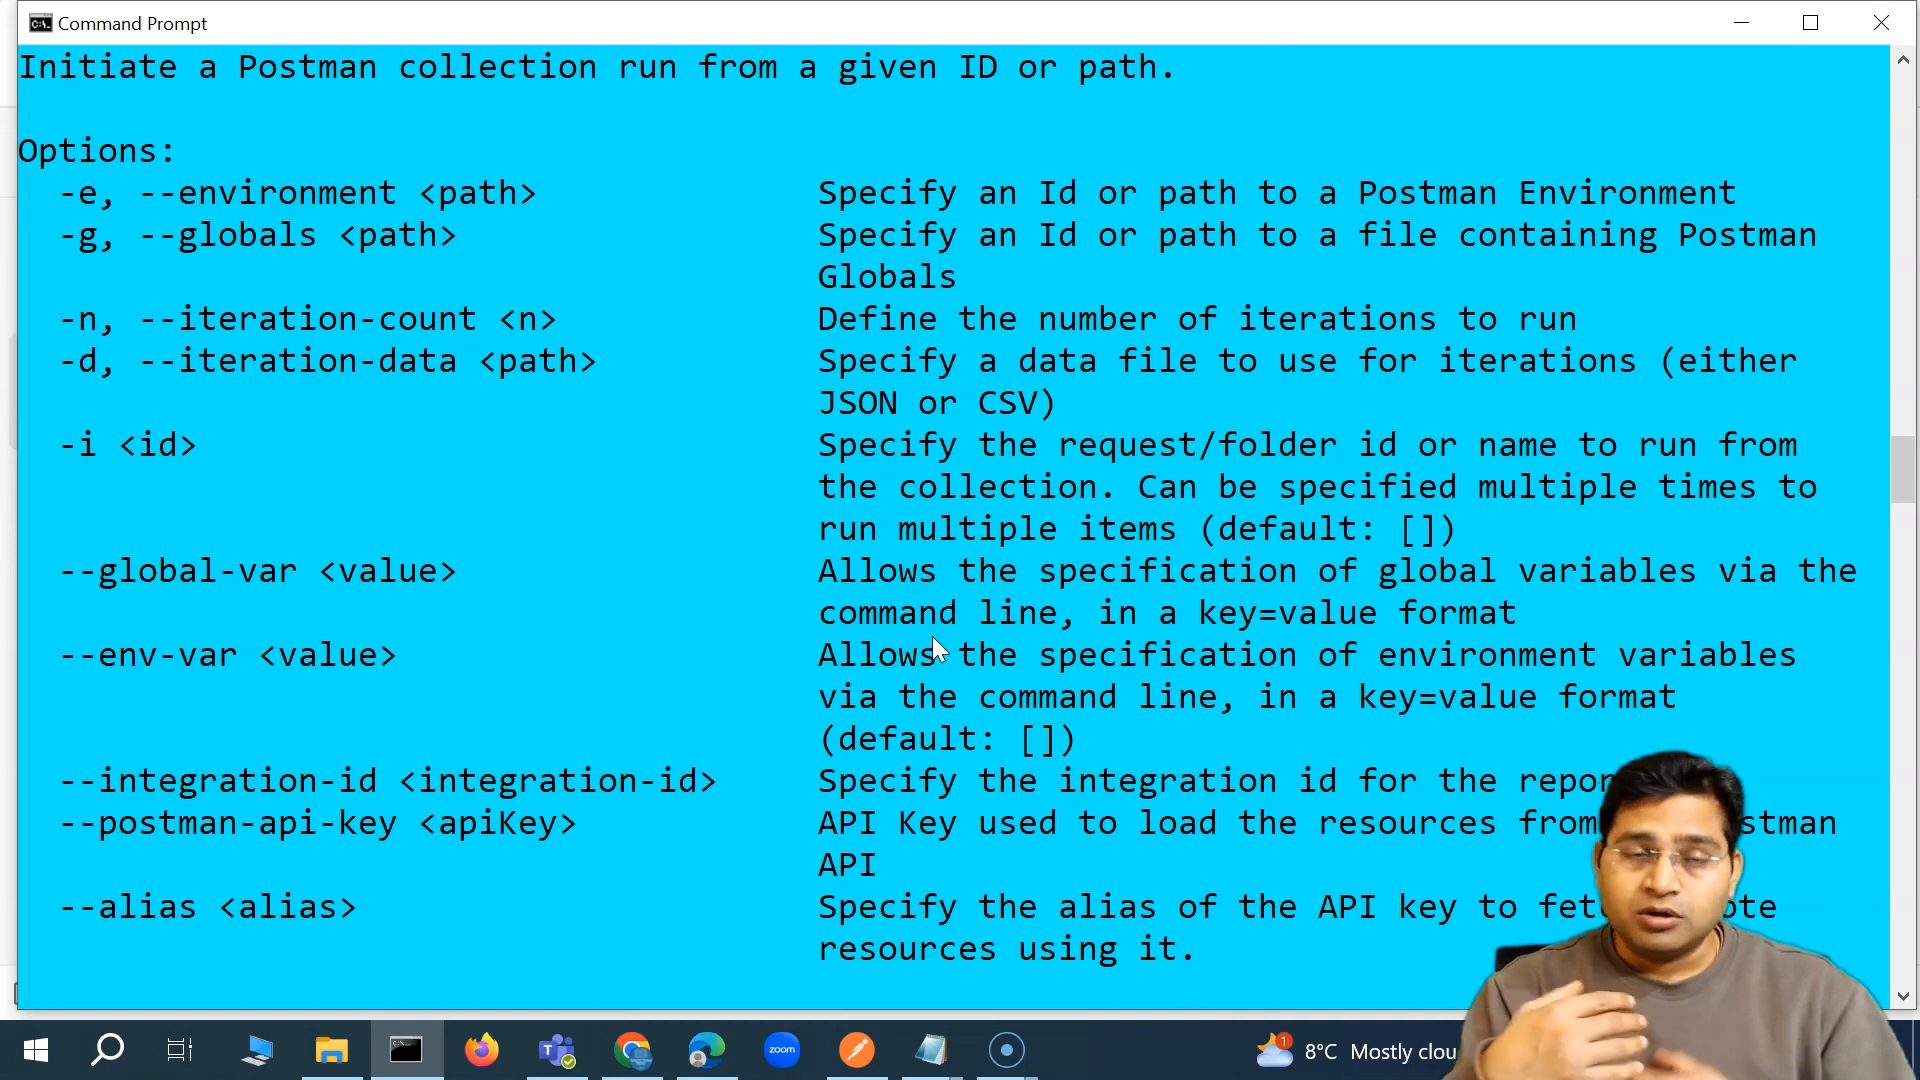 Command Prompt
Initiate a Postman collection run from a given ID or path.
Options:
-e, --environment <path> Specify an Id or path to a Postman Environment
-g, --globals <path> Specify an Id or path to a file containing Postman
Globals
-n, --iteration-count <n> Define the number of iterations to run
-d, --iteration-data <path> Specify a data file to use for iterations (either
JSON or CSV)
-i <id> Specify the request/folder id or name to run from
the collection. Can be specified multiple times to
run multiple items (default: [])
--global-var <value> Allows the specification of global variables via the
command line, in a key=value format
--env-var <value> Allows the specification of environment variables
via the command line, in a key=value format
(default: [])
--integration-id <integration-id> Specify the integration id for the
--postman-api-key <apiKey> API Key used to load the resources from
API
--alias <alias> Specify the alias of the API key to
resources using it.
zoom
1
8°C Mostly clou